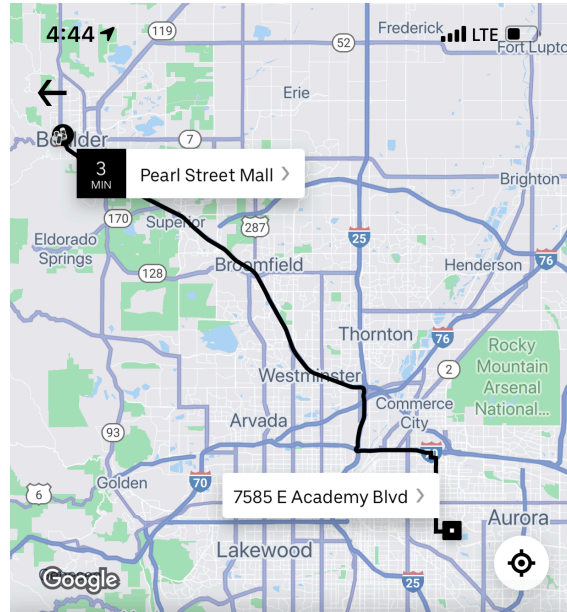 4:44
LTE
119
52
Frederick
Fort Lupto
Erie
Boulder
7
3
MIN
Pearl Street Mall
Brighton
170
Superior
287
25
Eldorado
Springs
128
Broomfield
Henderson
76
Thornton
76
Rocky
Mountain
Arsenal
National...
2
Westminster
Commerce
City
Arvada
93
Golden
70
6
7585 E Academy Blvd
Aurora
Lakewood
Google
25